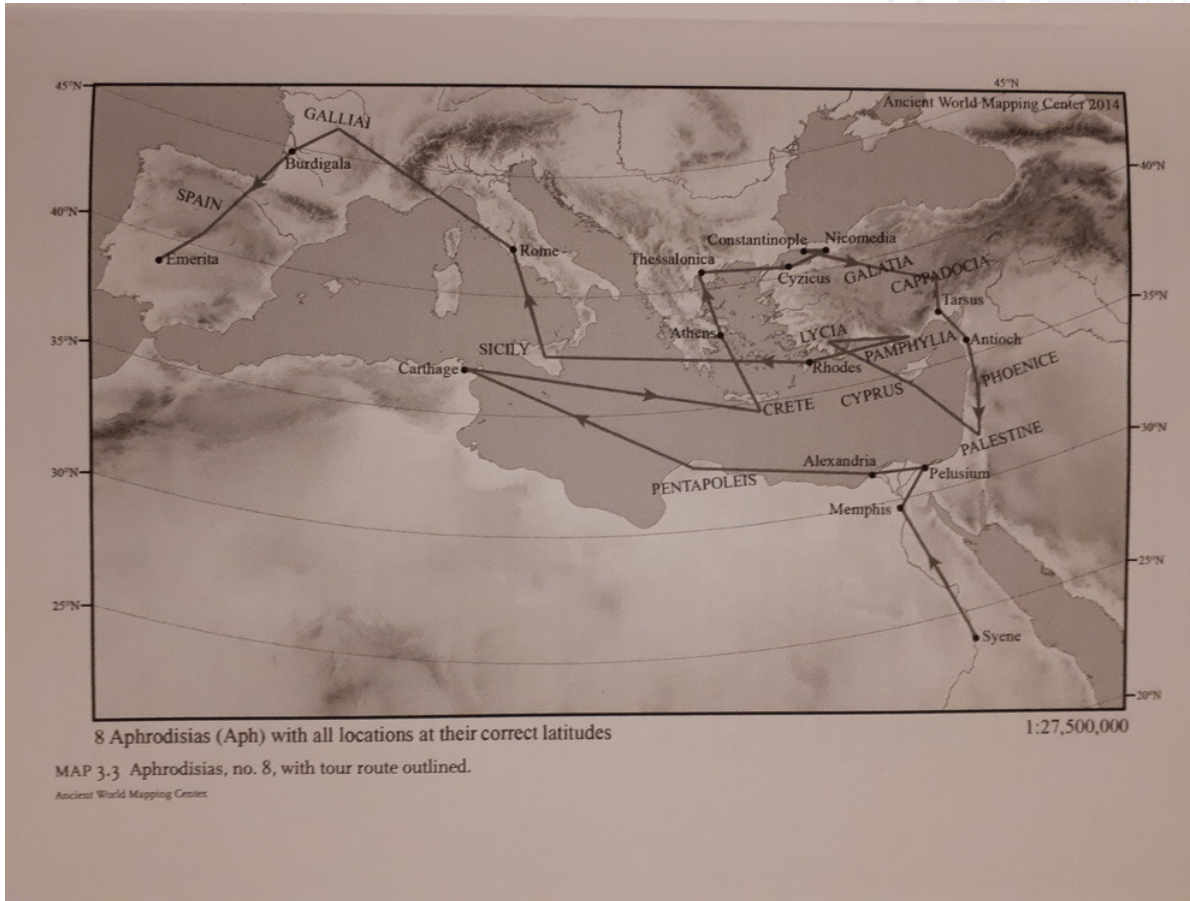 45°N
45°N
Ancient World Mapping Center 2014
GALLIAI
Burdigala
40°N
SPAIN
40°N
Constantinople
Nicomedia
Rome
Thessalonica
Emerita
GALATIA
Cyzicus
CAPPADOCIA
35°N
Tarsus
35°N
Athens
LYCIA
Antioch
SICILY
PAMPHYLIA
Carthage
Rhodes
PHOENICE
CYPRUS
CRETE
30°N
PALESTINE
Alexandria
30°N
Pelusium
PENTAPOLEIS
Memphis
25°N
25°N
Syene
20°N
8 Aphrodisias (Aph) with all locations at their correct latitudes
1:27,500,000
MAP 3.3 Aphrodisias, no. 8, with tour route outlined.
Ancient World Mapping Center.